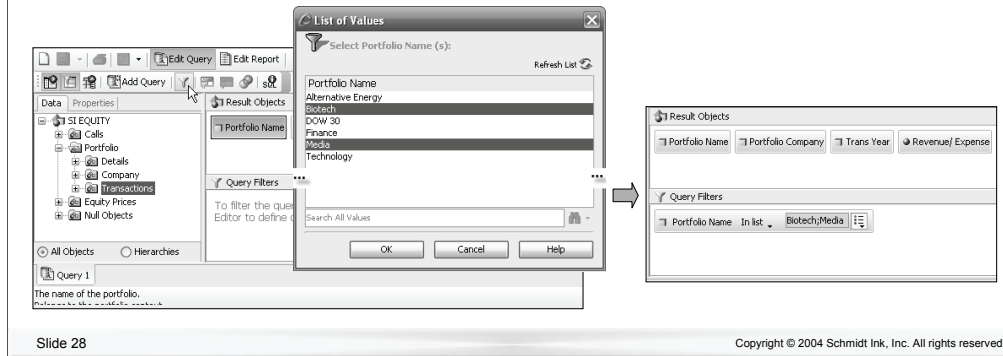 List of Values
Select Portfolio Name (s):
Refresh List
Portfolio Name
Alternative Energy
Biotech
DOW 30
Finance
Media
Technology
...
...
Search All Values
OK
Cancel
Help
Edit Query
Edit Report
Add Query
Data
Properties
SI EQUITY
Calls
Portfolio
Details
Company
Transactions
Equity Prices
Null Objects
All Objects
Hierarchies
Result Objects
Portfolio Name
Query Filters
To filter the quer
Editor to define
Query 1
The name of the portfolio.
Result Objects
Portfolio Name
Portfolio Company
Trans Year
Revenue/ Expense
Query Filters
Portfolio Name In list Biotech;Media
Slide 28
Copyright © 2004 Schmidt Ink, Inc. All rights reserved